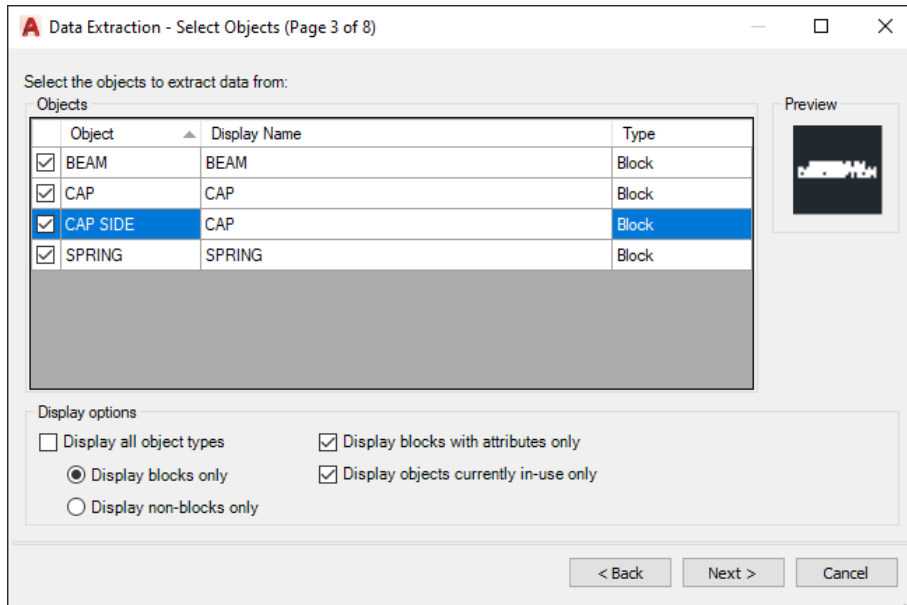 Data Extraction - Select Objects (Page 3 of 8)
Select the objects to extract data from:
Objects
Preview
Object Display Name Type
BEAM BEAM Block
CAP CAP Block
CAP SIDE CAP Block
SPRING SPRING Block
Display options
Display all object types Display blocks with attributes only
Display blocks only Display objects currently in-use only
Display non-blocks only
< Back Next > Cancel